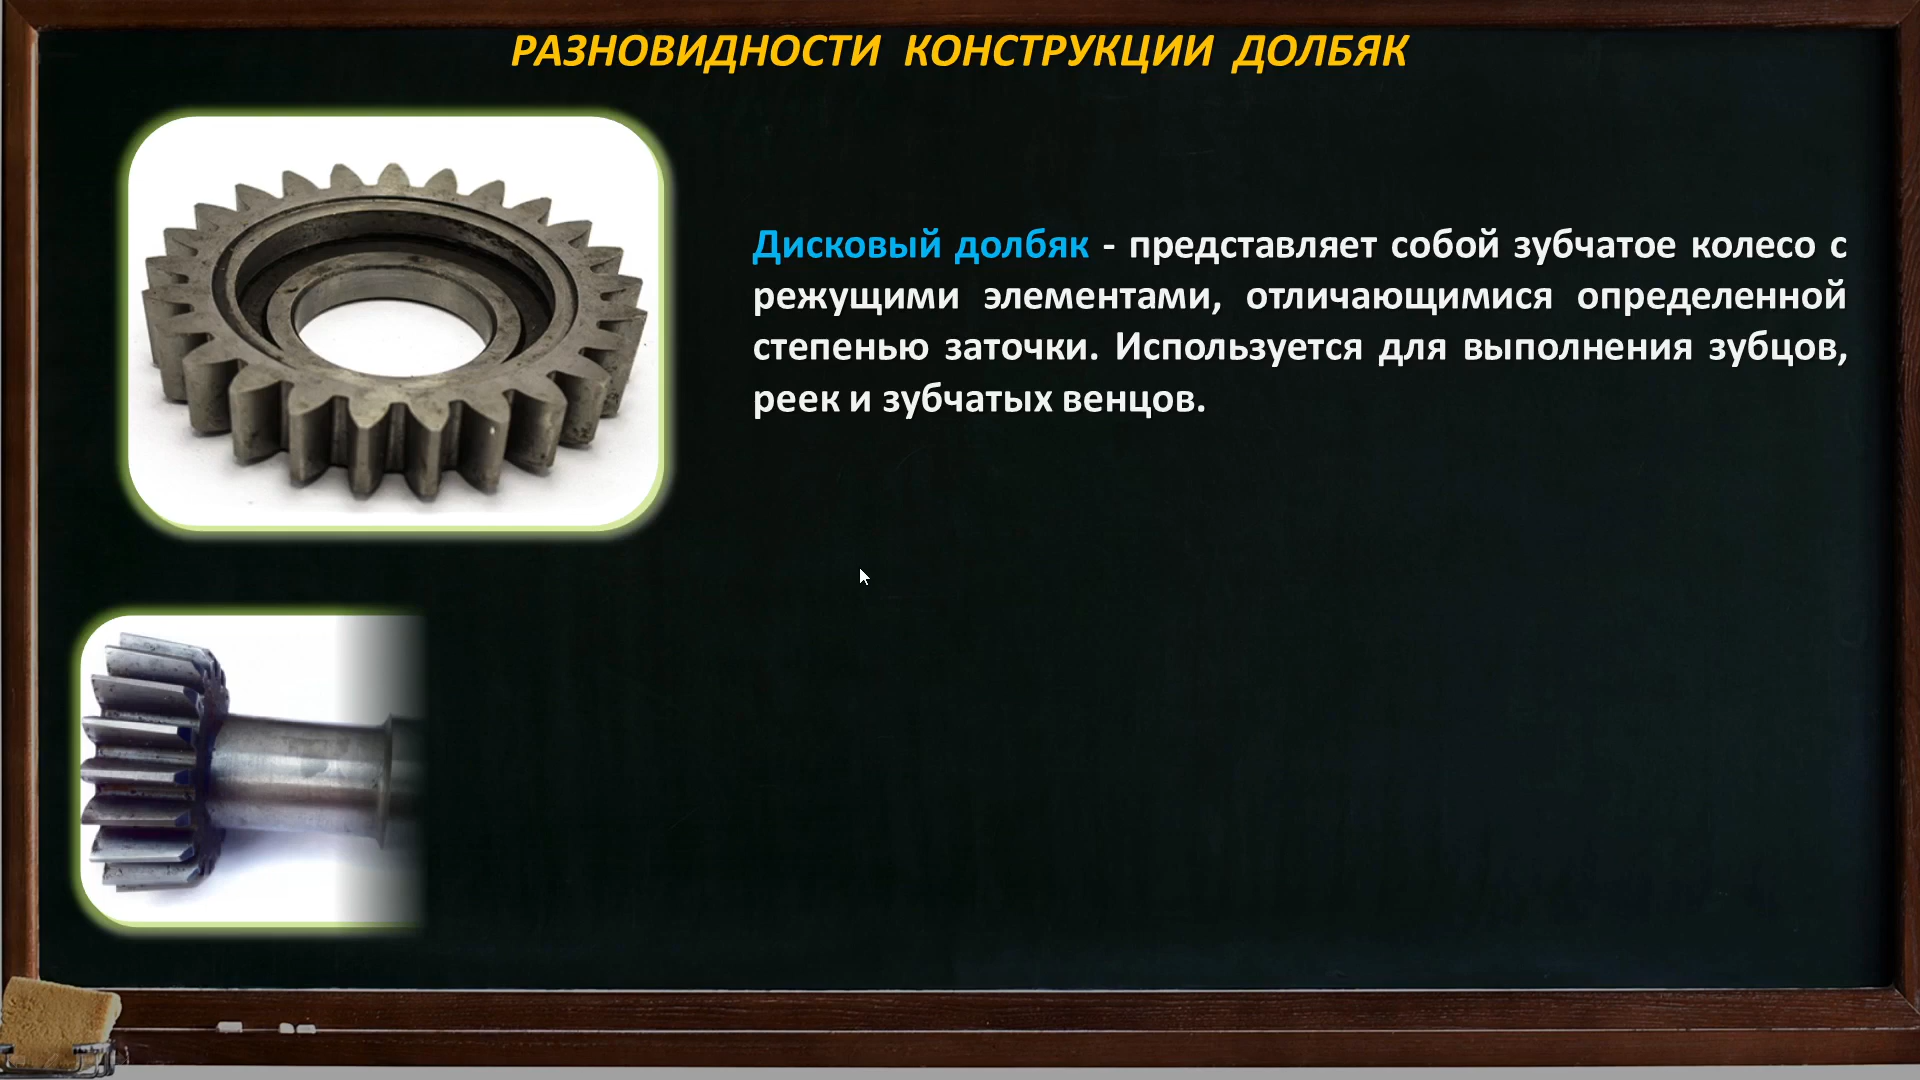 РАЗНОВИДНОСТИ КОНСТРУКЦИИ ДОЛБЯК
Дисковый долбяк - представляет собой зубчатое колесо с
режущими элементами, отличающимися определенной
степенью заточки. Используется для выполнения зубцов,
реек и зубчатых венцов.